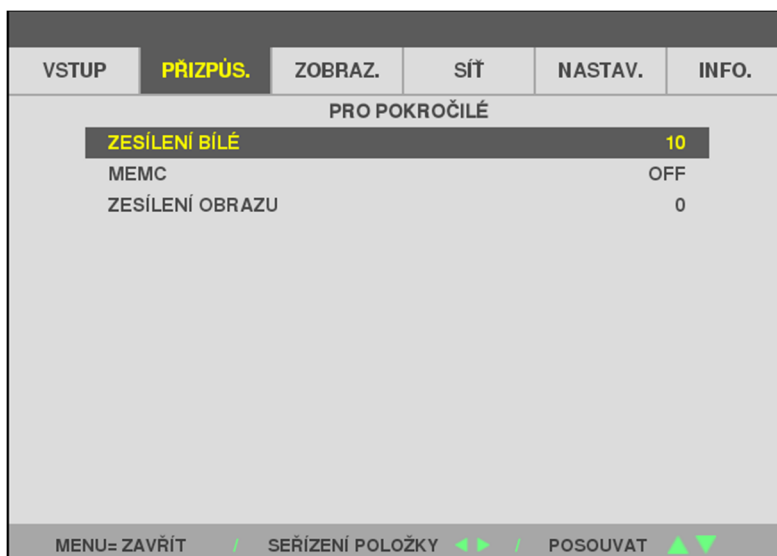 VSTUP PŘIZPŮS. ZOBRAZ. SÍŤ NASTAV. INFO.
PRO POKROČILÉ
ZESÍLENÍ BÍLÉ 10
MEMC OFF
ZESÍLENÍ OBRAZU 0
MENU= ZAVŘÍT / SEŘÍZENÍ POLOŽKY ◀ ▶ / POSOUVAT ▲ ▼